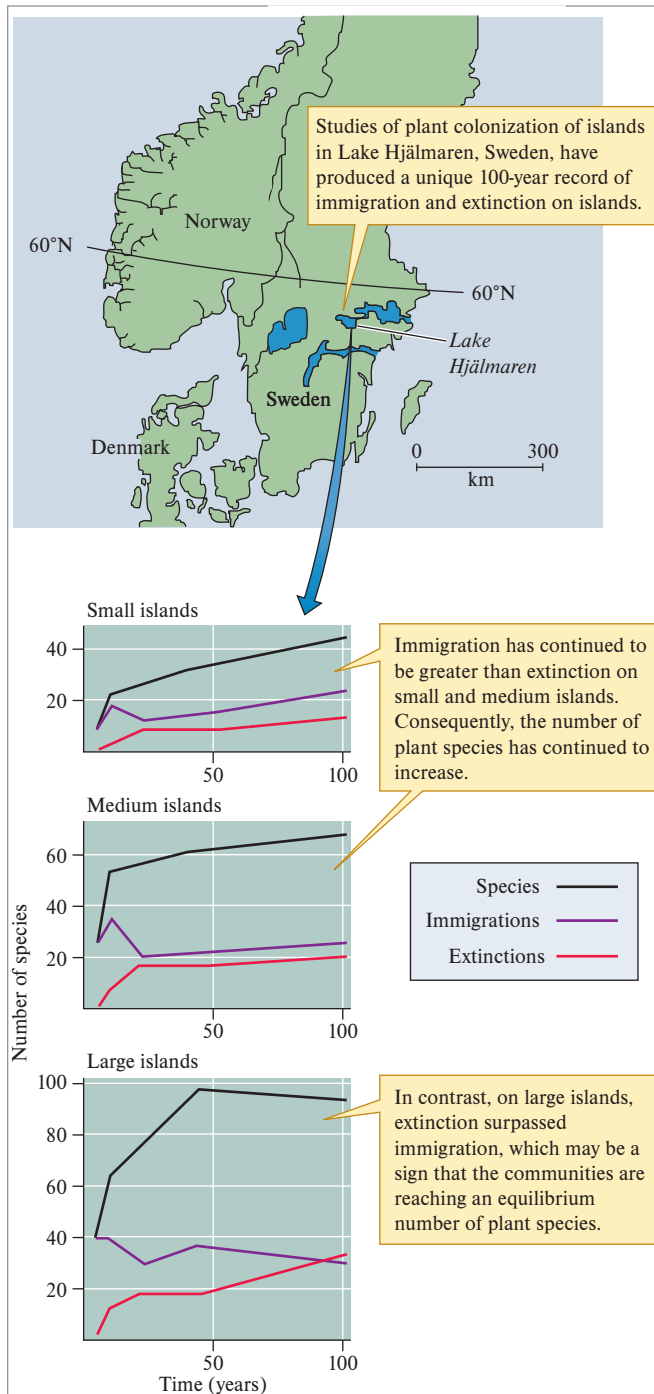 Studies of plant colonization of islands
in Lake Hjälmaren, Sweden, have
produced a unique 100-year record of
immigration and extinction on islands.
Norway
60°N
60°N
Lake
Hjälmaren
Sweden
Denmark
0 300
km
Small islands
40
20
50 100
Immigration has continued to
be greater than extinction on
small and medium islands.
Consequently, the number of
plant species has continued to
increase.
Medium islands
60
40
20
50 100
Species
Immigrations
Extinctions
Number of species
Large islands
100
80
60
40
20
50 100
Time (years)
In contrast, on large islands,
extinction surpassed
immigration, which may be a
sign that the communities are
reaching an equilibrium
number of plant species.